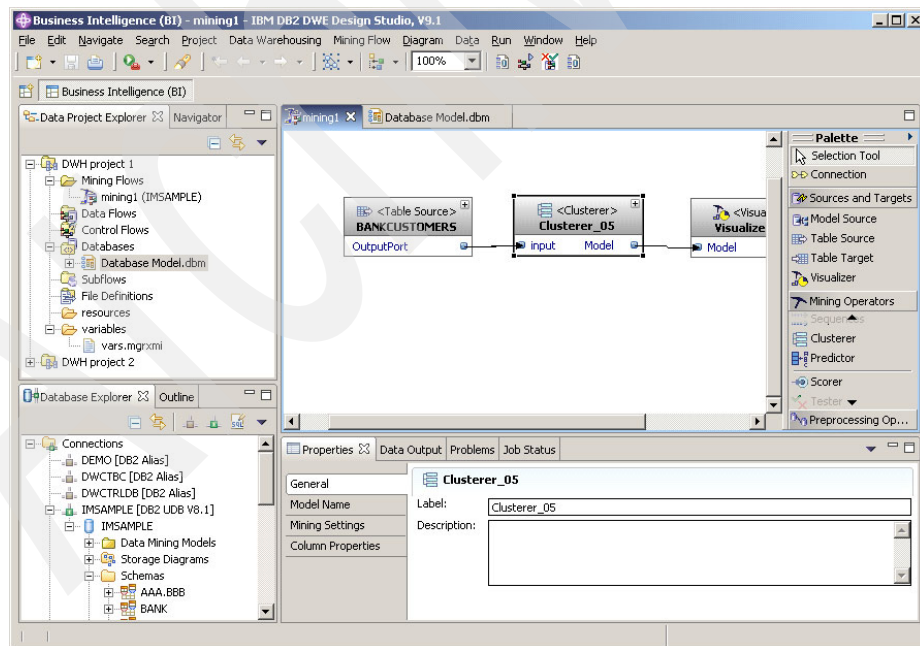 Business Intelligence (BI) - mining1 - IBM DB2 DWE Design Studio, V9.1
File Edit Navigate Search Project Data Warehousing Mining Flow Diagram Data Run Window Help
100%
Business Intelligence (BI)
Data Project Explorer Navigator
DWH project 1
Mining Flows
mining1 (IMSAMPLE)
Data Flows
Control Flows
Databases
Database Model.dbm
Subflows
File Definitions
resources
variables
vars.mgrxmi
DWH project 2
Database Explorer Outline
Connections
DEMO [DB2 Alias]
DWCTBC [DB2 Alias]
DWCTRLDB [DB2 Alias]
IMSAMPLE [DB2 UDB V8.1]
IMSAMPLE
Data Mining Models
Storage Diagrams
Schemas
AAA.BBB
BANK
mining1 Database Model.dbm
<Table Source>
BANKCUSTOMERS
OutputPort
<Clusterer>
Clusterer_05
input Model
<Visua
Visualize
Model
Palette
Selection Tool
Connection
Sources and Targets
Model Source
Table Source
Table Target
Visualizer
Mining Operators
Sequences
Clusterer
Predictor
Scorer
Tester
Preprocessing Op...
Properties Data Output Problems Job Status
General
Model Name
Mining Settings
Column Properties
Clusterer_05
Label: Clusterer_05
Description: